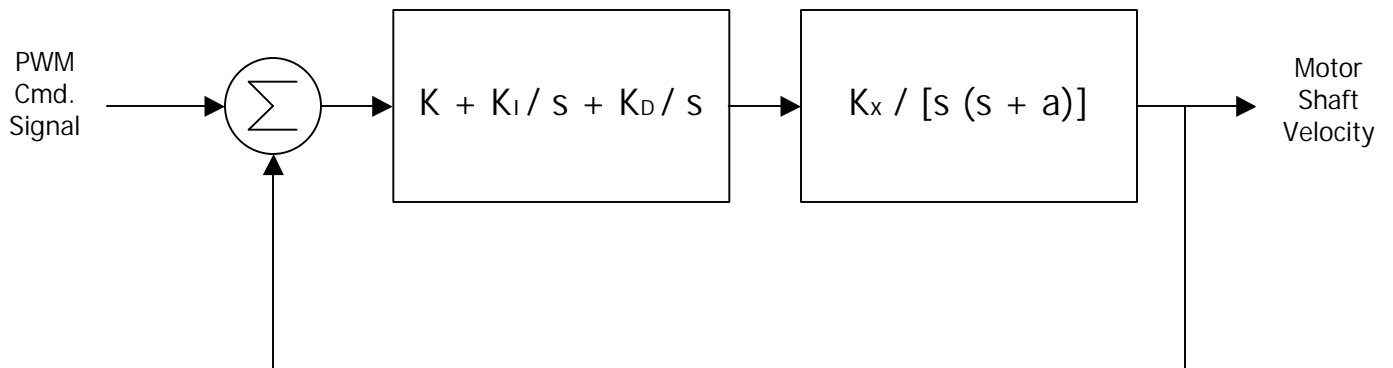 PWM
Cmd.
Signal
∑
K + KI / s + KD / s
Kx / [s (s + a)]
Motor
Shaft
Velocity